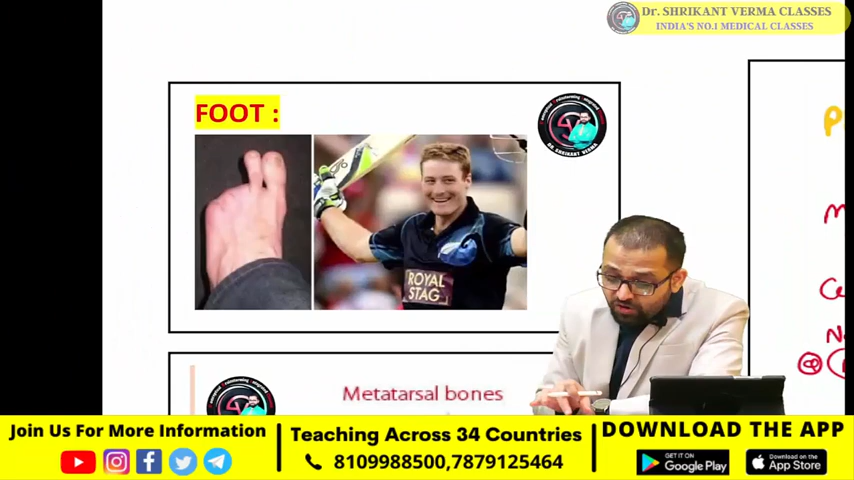 Dr. SHRIKANT VERMA CLASSES
INDIA'S NO.1 MEDICAL CLASSES
FOOT :
DR. SHRIKANT VERMA
ROYAL
STAG
Metatarsal bones
Join Us For More Information
Teaching Across 34 Countries
8109988500,7879125464
DOWNLOAD THE APP
GET IT ON
Google Play
Download on the
App Store